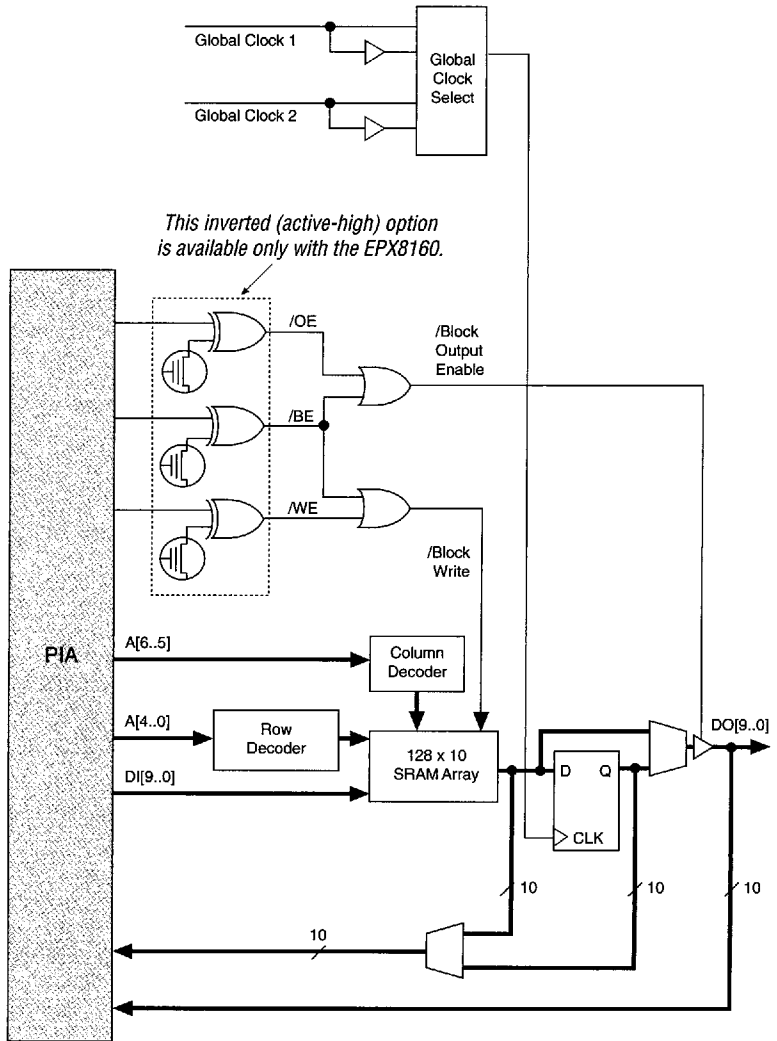 Global Clock 1
Global
Clock
Select
Global Clock 2
This inverted (active-high) option
is available only with the EPX8160.
/OE
/Block
Output
Enable
/BE
/WE
/Block
Write
PIA
A[6..5]
Column
Decoder
A[4..0]
Row
Decoder
DO[9..0]
128 x 10
SRAM Array
DI[9..0]
D
Q
CLK
10
10
10
10